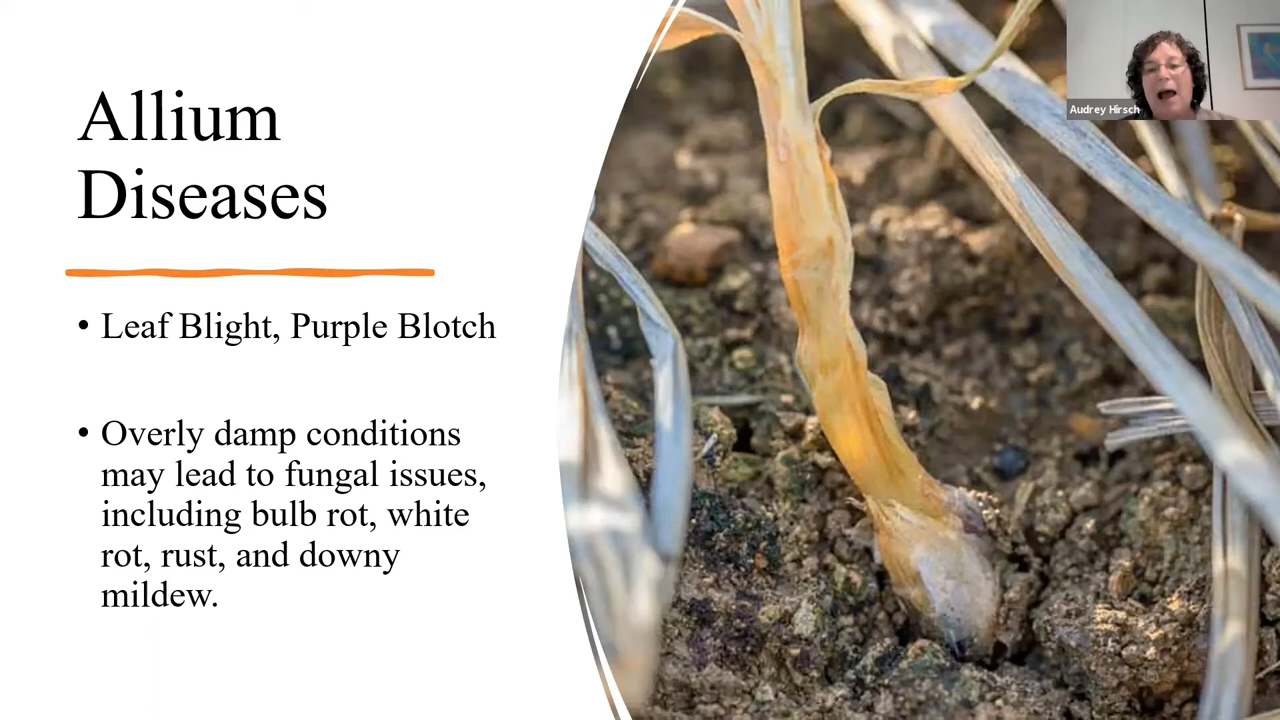 Allium
Diseases
• Leaf Blight, Purple Blotch
• Overly damp conditions
may lead to fungal issues,
including bulb rot, white
rot, rust, and downy
mildew.
Audrey Hirsch